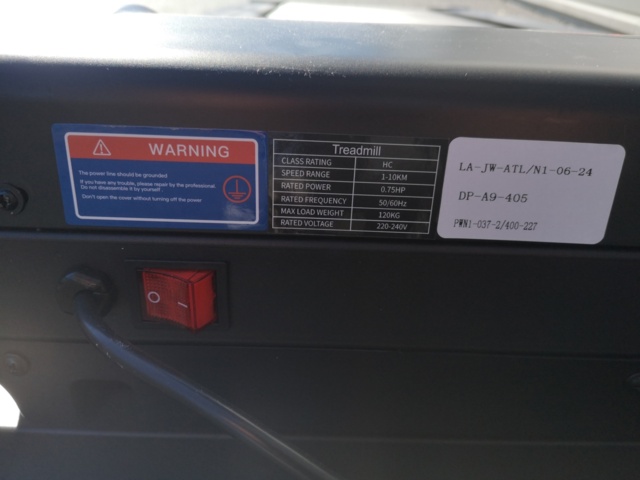 WARNING
The power line should be grounded
If you have any trouble, please repair by the professional.
Do not disassemble it by yourself .
Don't open the cover without turning off the power
Treadmill
CLASS RATING HC
SPEED RANGE 1-10KM
RATED POWER 0.75HP
RATED FREQUENCY 50/60Hz
MAX LOAD WEIGHT 120KG
RATED VOLTAGE 220-240V
LA-JW-ATL/N1-06-24
DP-A9-405
PWN1-037-2/400-227